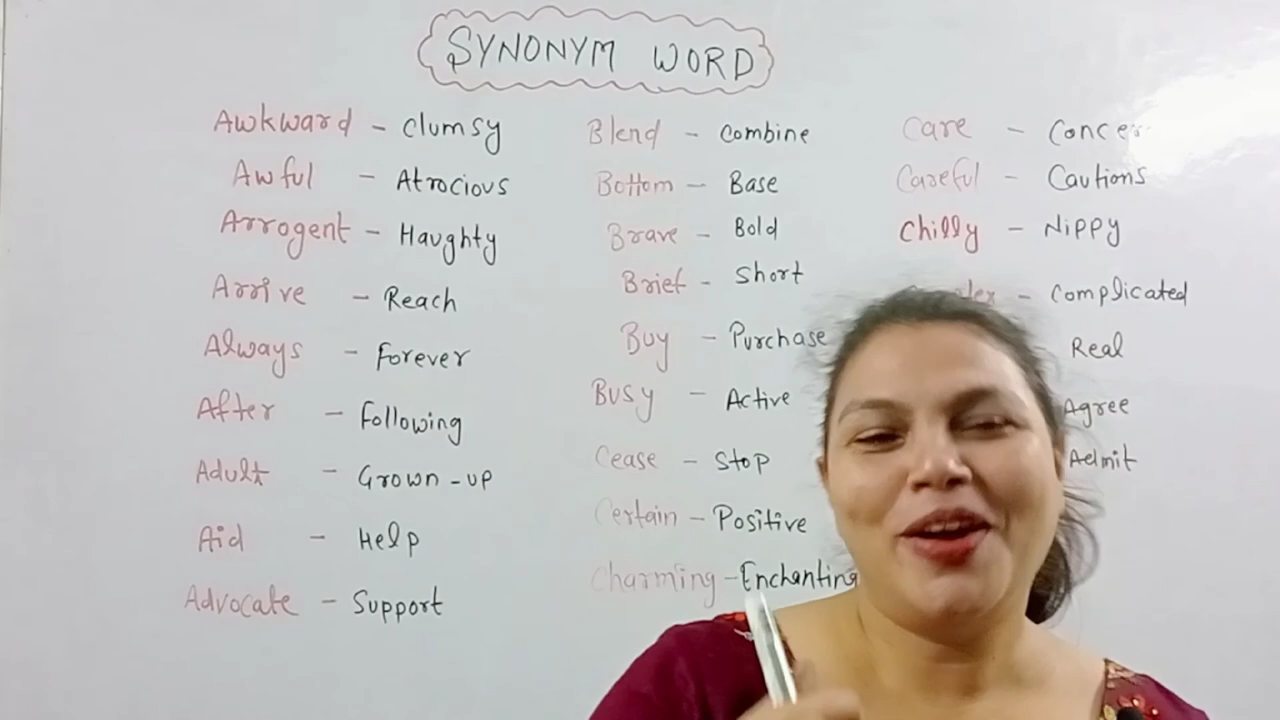 SYNONYM WORD
Awkward - Clumsy
Awful - Atrocious
Arrogent - Haughty
Arrive - Reach
Always - Forever
After - Following
Adult - Grown-up
Aid - Help
Advocate - Support
Blend - Combine
Bottom - Base
Brave - Bold
Brief - Short
Buy - Purchase
Busy - Active
Cease - Stop
Certain - Positive
Charming - Enchanting
Care - Concer
Careful - Cautions
Chilly - Nippy
- Complicated
Real
Agree
Admit